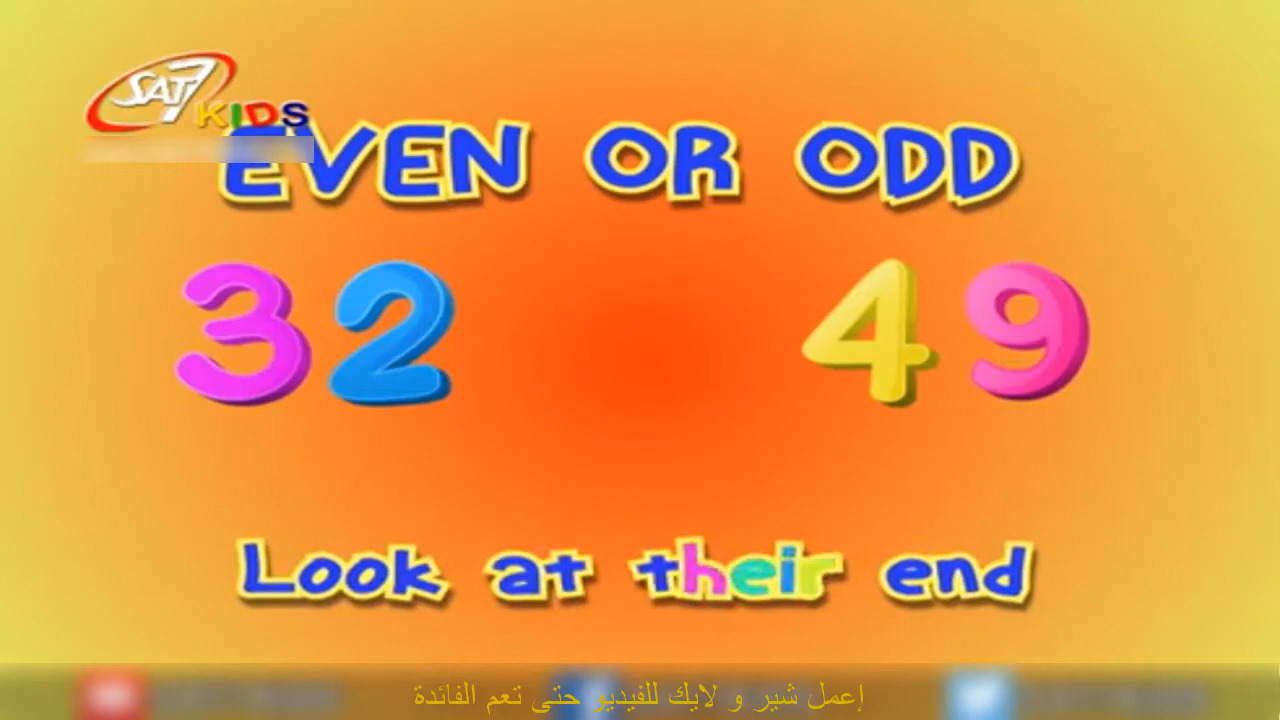 SAT7
KIDS
EVEN OR ODD
32 49
Look at their end
إعمل شير و لايك للفيديو حتى تعم الفائدة